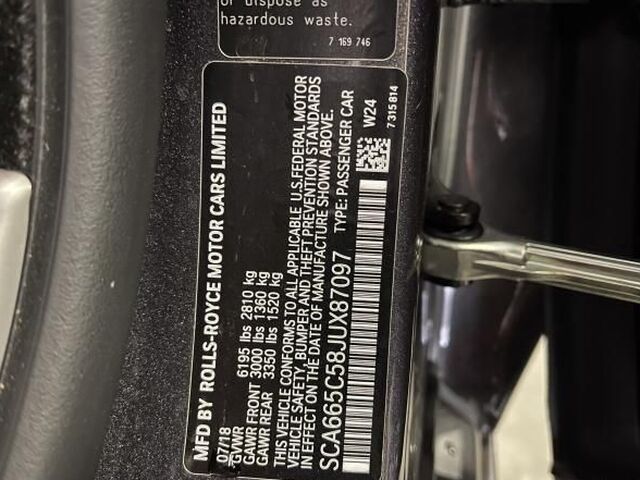 or dispose as
hazardous waste.
7 169 746
MFD BY ROLLS-ROYCE MOTOR CARS LIMITED
07/18
GVWR 6195 lbs 2810 kg
GAWR FRONT 3000 lbs 1360 kg
GAWR REAR 3350 lbs 1520 kg
THIS VEHICLE CONFORMS TO ALL APPLICABLE U.S.FEDERAL MOTOR
VEHICLE SAFETY, BUMPER AND THEFT PREVENTION STANDARDS
IN EFFECT ON THE DATE OF MANUFACTURE SHOWN ABOVE.
SCA665C58JUX87097 TYPE: PASSENGER CAR
W24
7 315 814